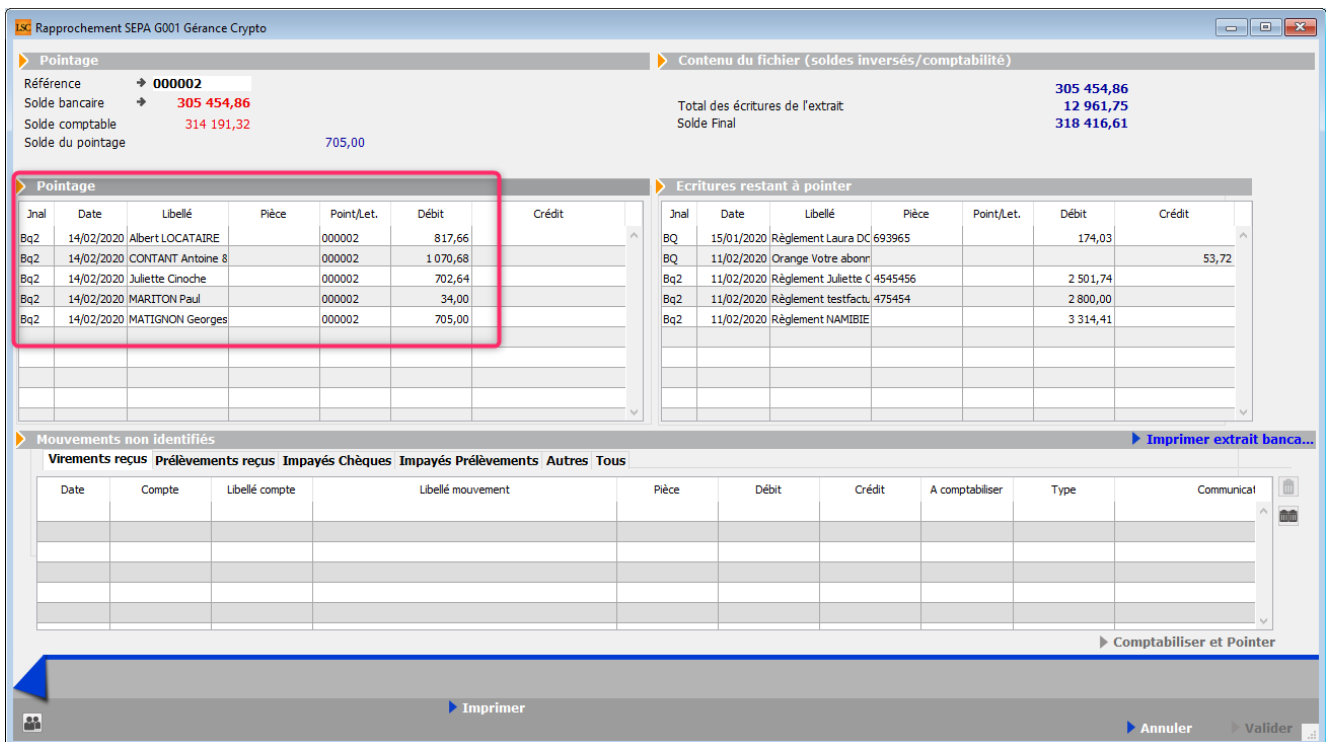 LSC Rapprochement SEPA G001 Gérance Crypto
Pointage
Référence 000002
Solde bancaire 305 454,86
Solde comptable 314 191,32
Solde du pointage 705,00
Contenu du fichier (soldes inversés/comptabilité)
305 454,86
Total des écritures de l'extrait 12 961,75
Solde Final 318 416,61
Pointage
Jnal Date Libellé Pièce Point/Let. Débit Crédit
Bq2 14/02/2020 Albert LOCATAIRE 000002 817,66
Bq2 14/02/2020 CONTANT Antoine & 000002 1 070,68
Bq2 14/02/2020 Juliette Cinoche 000002 702,64
Bq2 14/02/2020 MARITON Paul 000002 34,00
Bq2 14/02/2020 MATIGNON Georges 000002 705,00
Ecritures restant à pointer
Jnal Date Libellé Pièce Point/Let. Débit Crédit
BQ 15/01/2020 Règlement Laura DC 693965 174,03
BQ 11/02/2020 Orange Votre abonr 53,72
Bq2 11/02/2020 Règlement Juliette C 4545456 2 501,74
Bq2 11/02/2020 Règlement testfactu 475454 2 800,00
Bq2 11/02/2020 Règlement NAMIBIE 3 314,41
Mouvements non identifiés
Imprimer extrait banca...
Virements reçus Prélèvements reçus Impayés Chèques Impayés Prélèvements Autres Tous
Date Compte Libellé compte Libellé mouvement Pièce Débit Crédit A comptabiliser Type Communicat
Comptabiliser et Pointer
Imprimer
Annuler Valider